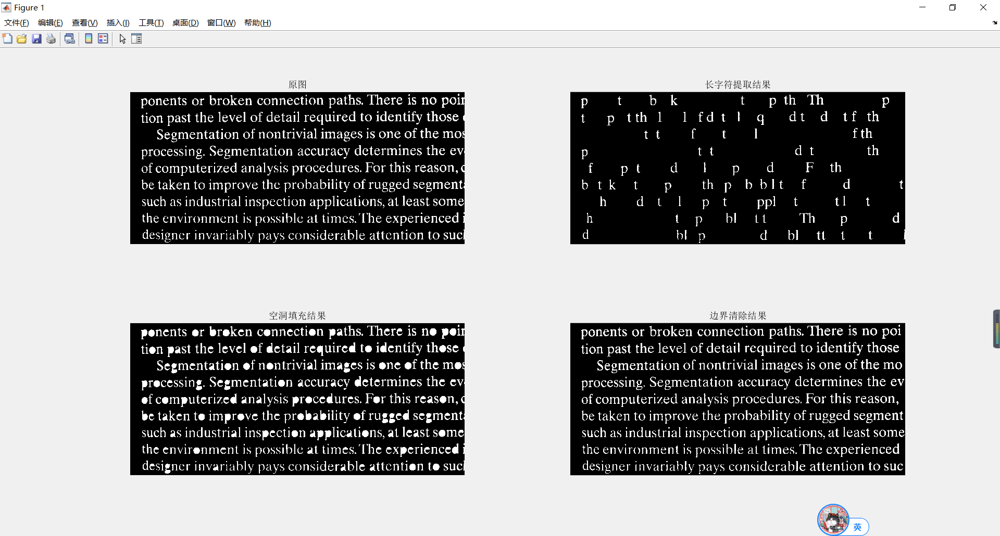 Figure 1
文件(F) 编辑(E) 查看(V) 插入(I) 工具(T) 桌面(D) 窗口(W) 帮助(H)
原图
ponents or broken connection paths. There is no poin
tion past the level of detail required to identify those
Segmentation of nontrivial images is one of the mos
processing. Segmentation accuracy determines the ev
of computerized analysis procedures. For this reason, c
be taken to improve the probability of rugged segment
such as industrial inspection applications, at least some
the environment is possible at times. The experienced i
designer invariably pays considerable attention to such
长字符提取结果
p t b k t p th Th p
t p t th l l f d t l q d t d t f th
t t f t l f th
p t t d t th
f p t d l p d F th
b t k t p th p b b l t f d t
h d t l p t ppl t t l t
h t p bl t t Th p d
d bl p d bl tt t t
空洞填充结果
ponents or broken connection paths. There is no poin
tion past the level of detail required to identify those
Segmentation of nontrivial images is one of the mos
processing. Segmentation accuracy determines the ev
of computerized analysis procedures. For this reason, c
be taken to improve the probability of rugged segment
such as industrial inspection applications, at least some
the environment is possible at times. The experienced i
designer invariably pays considerable attention to such
边界清除结果
ponents or broken connection paths. There is no poi
tion past the level of detail required to identify those
Segmentation of nontrivial images is one of the mo
processing. Segmentation accuracy determines the ev
of computerized analysis procedures. For this reason,
be taken to improve the probability of rugged segment
such as industrial inspection applications, at least some
the environment is possible at times. The experienced
designer invariably pays considerable attention to suc
英